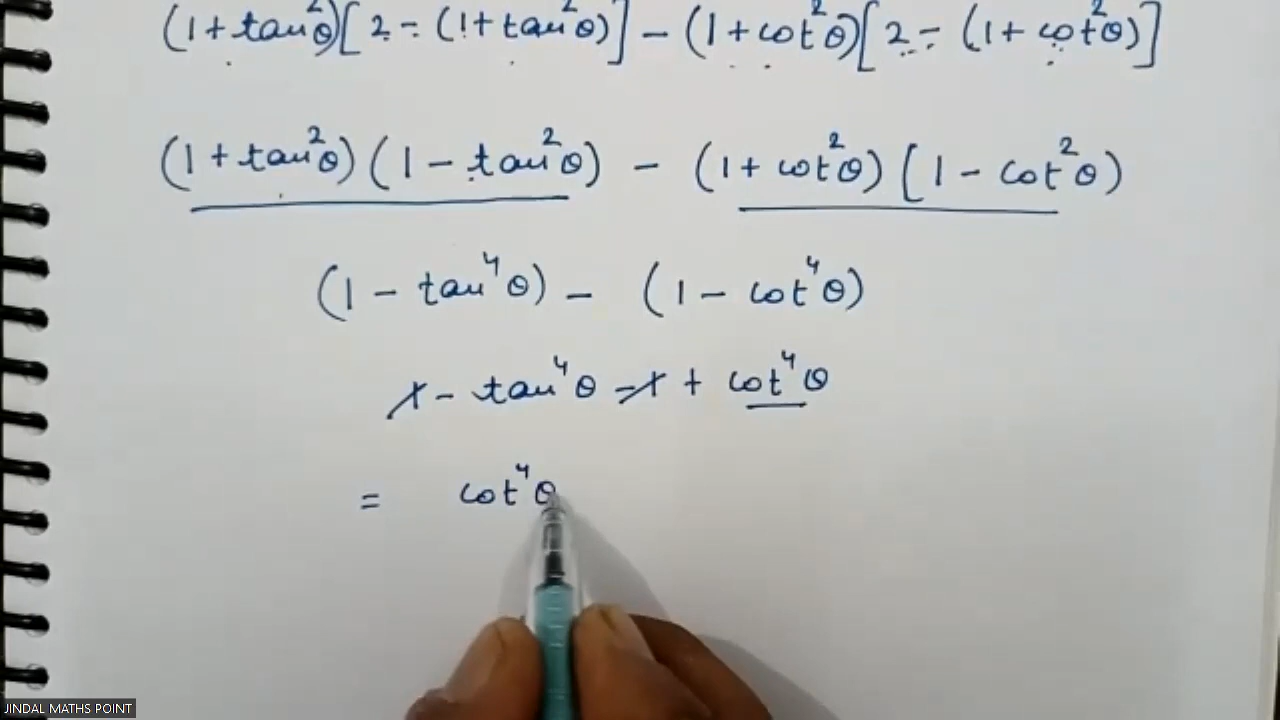 (1+tan²θ)[2-(1+tan²θ)] - (1+cot²θ)[2-(1+cot²θ)]
(1+tan²θ)(1-tan²θ) - (1+cot²θ)[1-cot²θ)
(1-tan⁴θ) - (1-cot⁴θ)
1-tan⁴θ-1+cot⁴θ
= cot⁴θ
JINDAL MATHS POINT